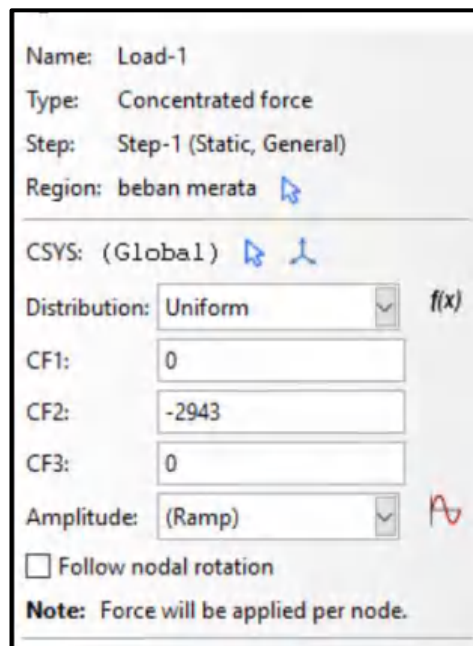 Name: Load-1
Type: Concentrated force
Step: Step-1 (Static, General)
Region: beban merata
CSYS: (Global)
Distribution: Uniform f(x)
CF1: 0
CF2: -2943
CF3: 0
Amplitude: (Ramp)
Follow nodal rotation
Note: Force will be applied per node.